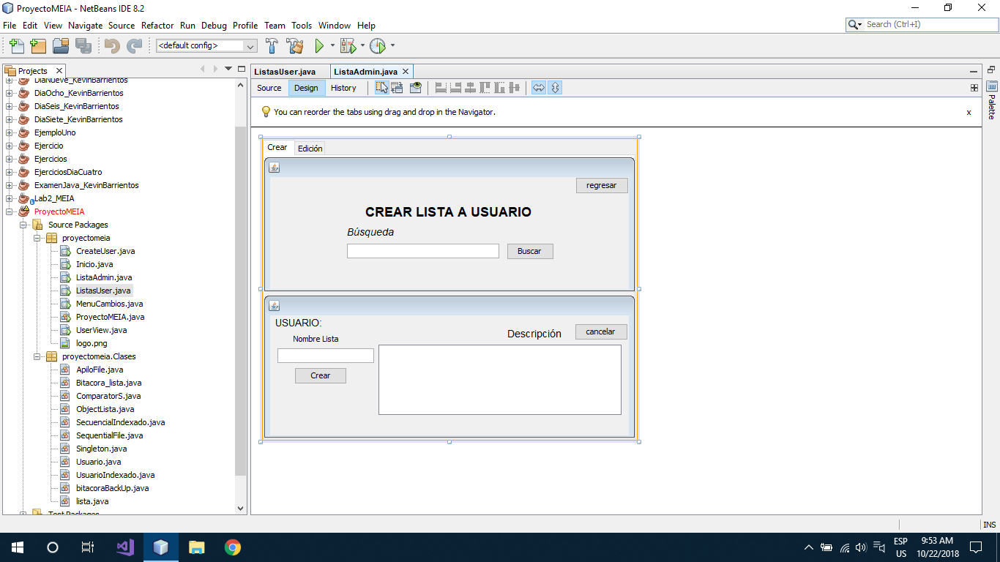 ProyectoMEIA - NetBeans IDE 8.2
File Edit View Navigate Source Refactor Run Debug Profile Team Tools Window Help
Search (Ctrl+I)
<default config>
Projects
ListasUser.java ListaAdmin.java
Source Design History
You can reorder the tabs using drag and drop in the Navigator. x
Palette
DiaNueve_KevinBarrientos
DiaOcho_KevinBarrientos
DiaSeis_KevinBarrientos
DiaSiete_KevinBarrientos
EjemploUno
Ejercicio
Ejercicios
EjerciciosDiaCuatro
ExamenJava_KevinBarrientos
Lab2_MEIA
ProyectoMEIA
Source Packages
proyectomeia
CreateUser.java
Inicio.java
ListaAdmin.java
ListasUser.java
MenuCambios.java
ProyectoMEIA.java
UserView.java
logo.png
proyectomeia.Clases
ApiloFile.java
Bitacora_lista.java
ComparatorS.java
ObjectLista.java
SecuencialIndexado.java
SequentialFile.java
Singleton.java
Usuario.java
UsuarioIndexado.java
bitacoraBackUp.java
lista.java
Test Packages
Crear Edición
regresar
CREAR LISTA A USUARIO
Búsqueda
Buscar
USUARIO:
Descripción cancelar
Nombre Lista
Crear
INS
ESP
US
9:53 AM
10/22/2018